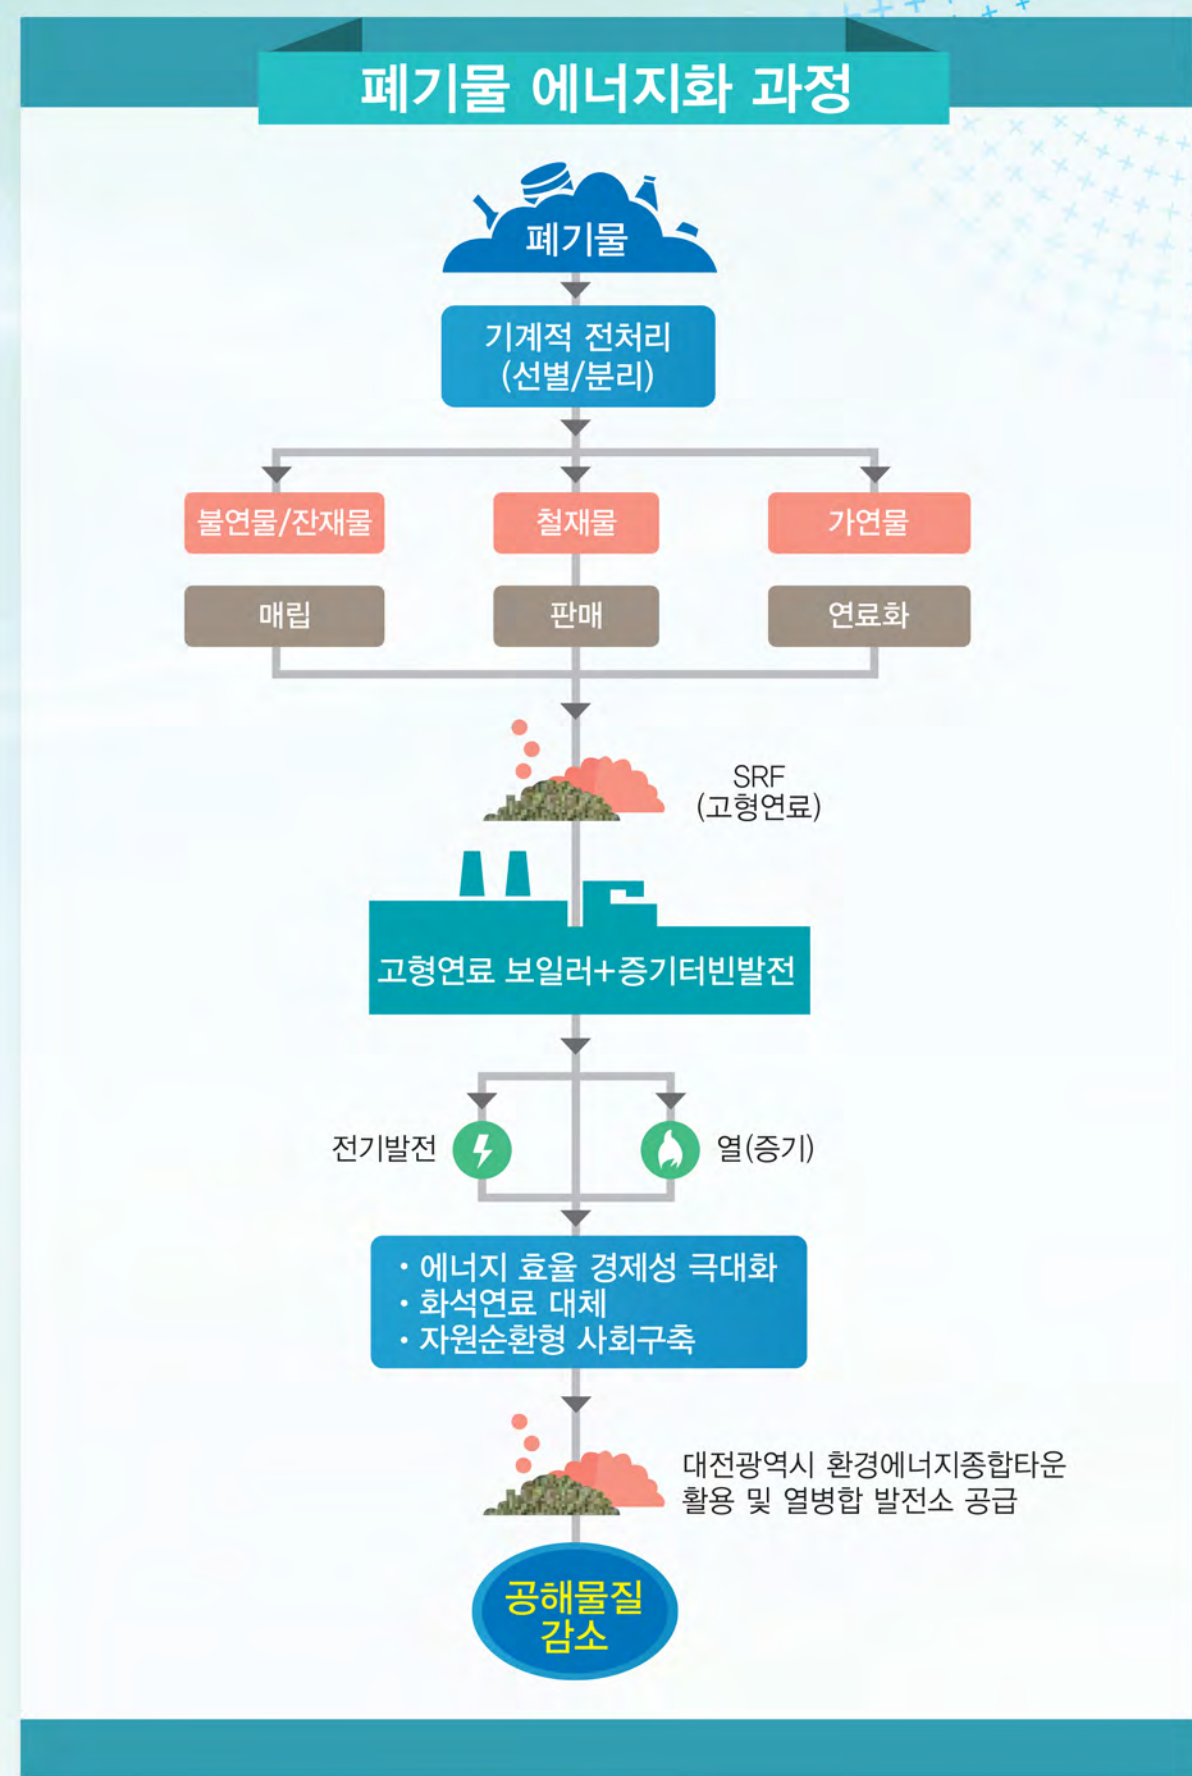 폐기물 에너지화 과정
폐기물
기계적 전처리
(선별/분리)
불연물/잔재물
철재물
가연물
매립
판매
연료화
SRF
(고형연료)
고형연료 보일러+증기터빈발전
전기발전
열(증기)
· 에너지 효율 경제성 극대화
· 화석연료 대체
· 자원순환형 사회구축
대전광역시 환경에너지종합타운
활용 및 열병합 발전소 공급
공해물질
감소